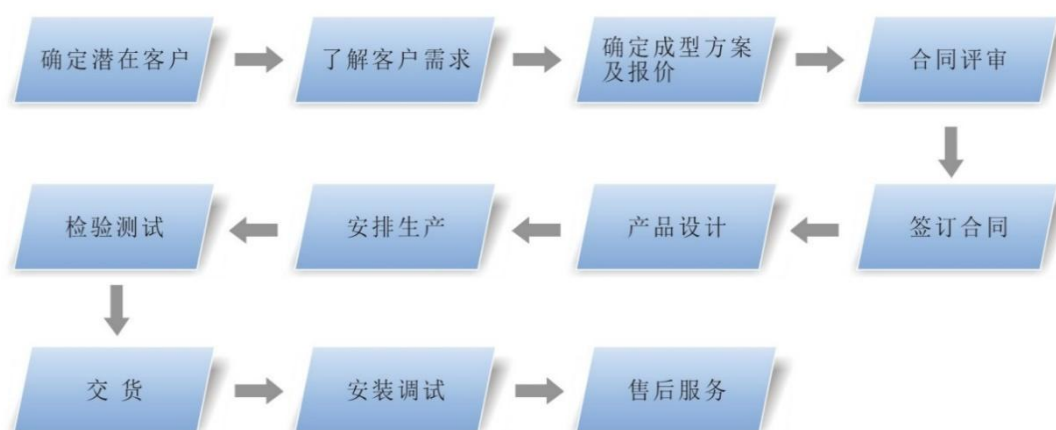 确定潜在客户
了解客户需求
确定成型方案
及报价
合同评审
签订合同
产品设计
安排生产
检验测试
交 货
安装调试
售后服务